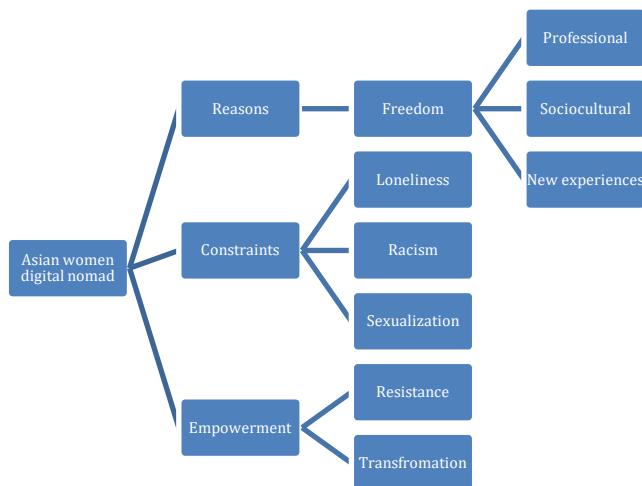 Professional
Reasons
Freedom
Sociocultural
Loneliness
New experiences
Asian women
digital nomad
Constraints
Racism
Sexualization
Empowerment
Resistance
Transfromation